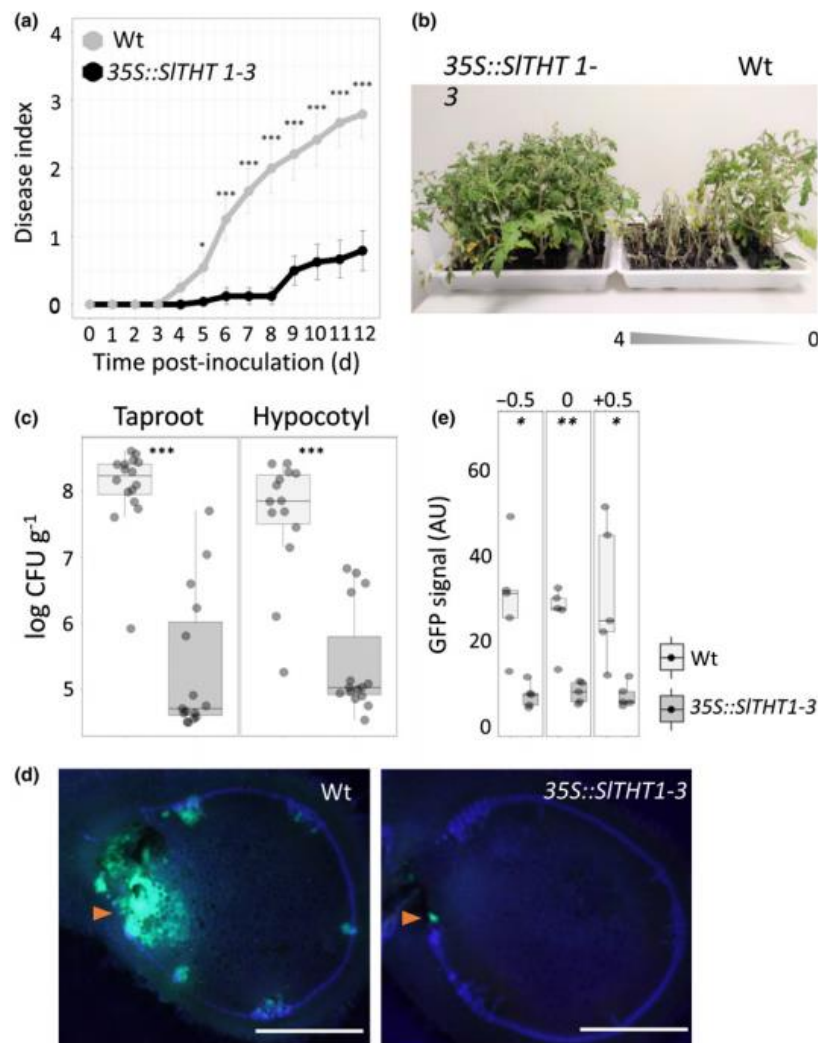 (a)
4
3
2
1
0
Disease index
Wt
35S::SlTHT 1-3
*
***
***
***
***
***
***
***
0 1 2 3 4 5 6 7 8 9 10 11 12
Time post-inoculation (d)
(b)
35S::SlTHT 1-
3
Wt
4
0
(c)
Taproot
Hypocotyl
***
***
8
7
6
5
log CFU g⁻¹
(e)
−0.5 0 +0.5
* ** *
60
40
20
0
GFP signal (AU)
Wt
35S::SlTHT1-3
(d)
Wt
35S::SlTHT1-3